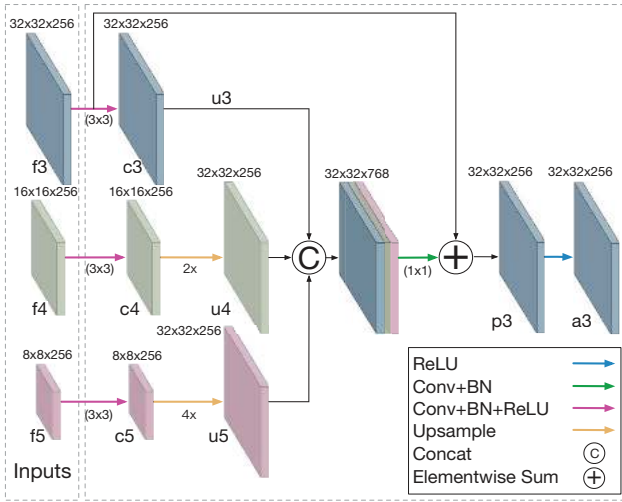 32x32x256
32x32x256
(3x3)
u3
f3
c3
16x16x256
16x16x256
32x32x256
32x32x768
32x32x256
32x32x256
(3x3)
2x
C
(1x1)
f4
c4
u4
p3
a3
32x32x256
8x8x256
8x8x256
(3x3)
4x
f5
c5
u5
Inputs
ReLU
Conv+BN
Conv+BN+ReLU
Upsample
Concat
C
Elementwise Sum